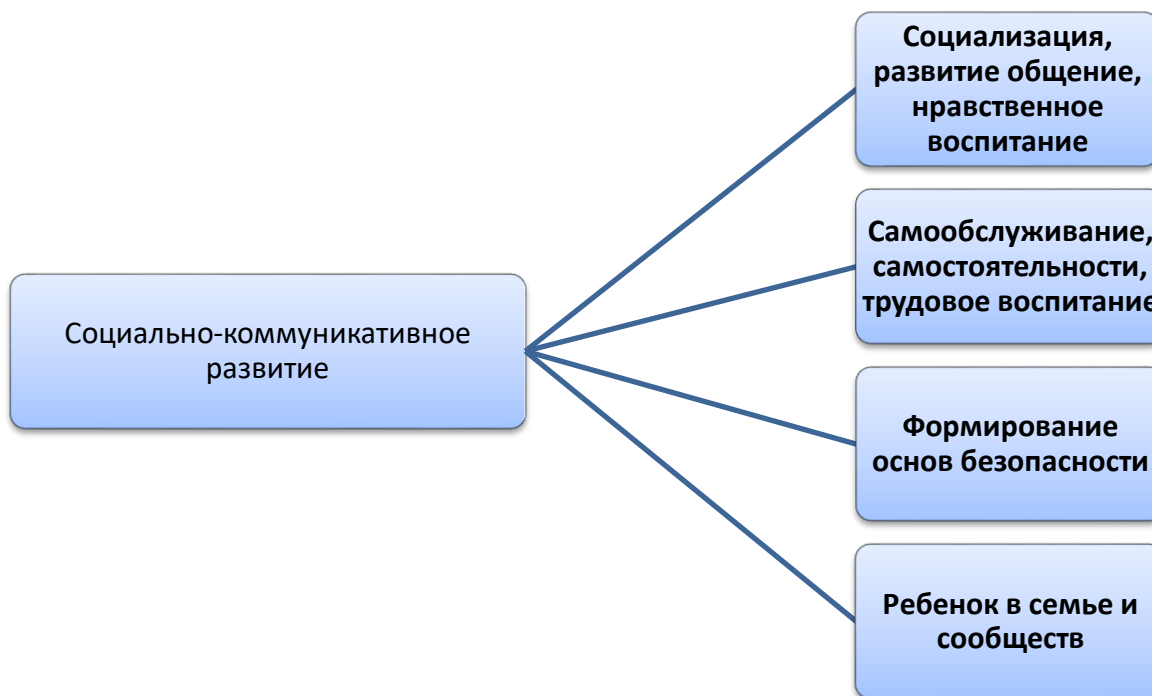 Социализация,
развитие общение,
нравственное
воспитание
Самообслуживание,
самостоятельности,
трудовое воспитание
Социально-коммуникативное
развитие
Формирование
основ безопасности
Ребенок в семье и
сообществ